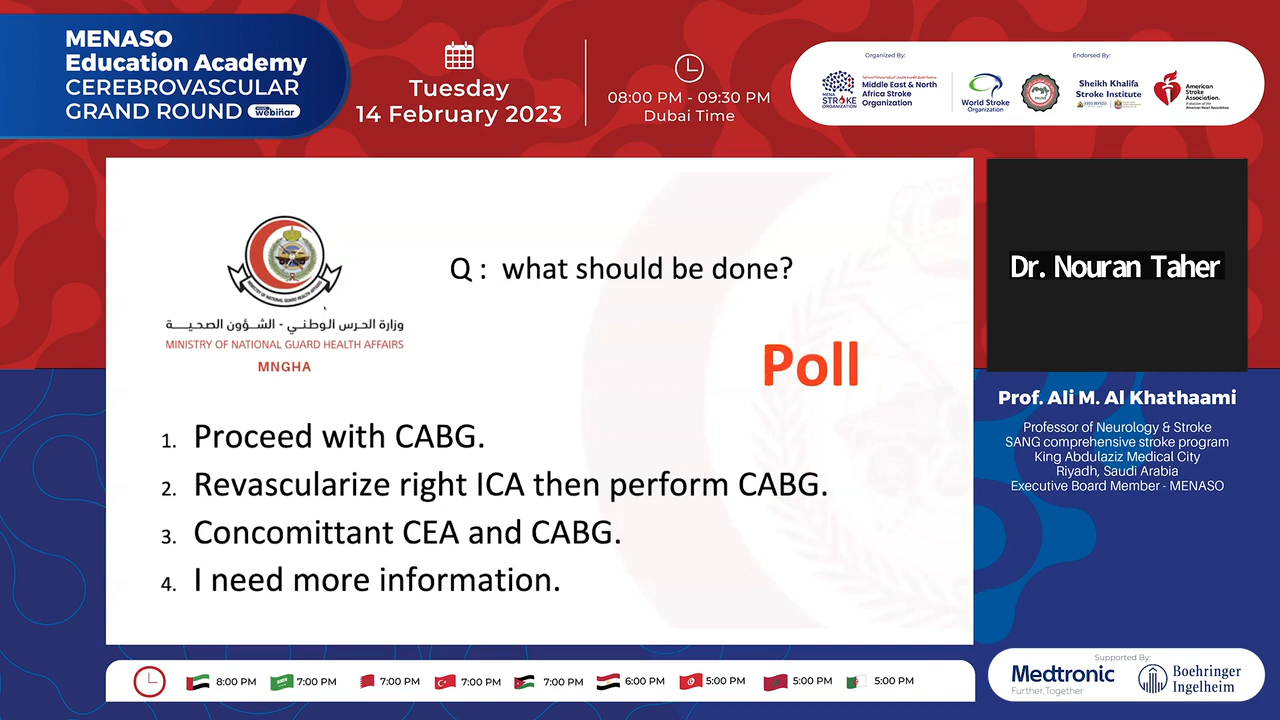 MENASO
Education Academy
CEREBROVASCULAR
GRAND ROUND webinar
Tuesday
14 February 2023
08:00 PM - 09:30 PM
Dubai Time
Organized By:
Endorsed By:
MENA
STROKE
ORGANIZATION
Middle East & North
Africa Stroke
Organization
World Stroke
Organization
Sheikh Khalifa
Stroke Institute
American
Stroke
Association.
وزارة الحرس الوطني - الشؤون الصحية
MINISTRY OF NATIONAL GUARD HEALTH AFFAIRS
MNGHA
Q : what should be done?
Poll
1. Proceed with CABG.
2. Revascularize right ICA then perform CABG.
3. Concomittant CEA and CABG.
4. I need more information.
Dr. Nouran Taher
Prof. Ali M. Al Khathaami
Professor of Neurology & Stroke
SANG comprehensive stroke program
King Abdulaziz Medical City
Riyadh, Saudi Arabia
Executive Board Member - MENASO
8:00 PM 7:00 PM 7:00 PM 7:00 PM 7:00 PM 6:00 PM 5:00 PM 5:00 PM 5:00 PM
Supported By:
Medtronic
Further, Together
Boehringer
Ingelheim